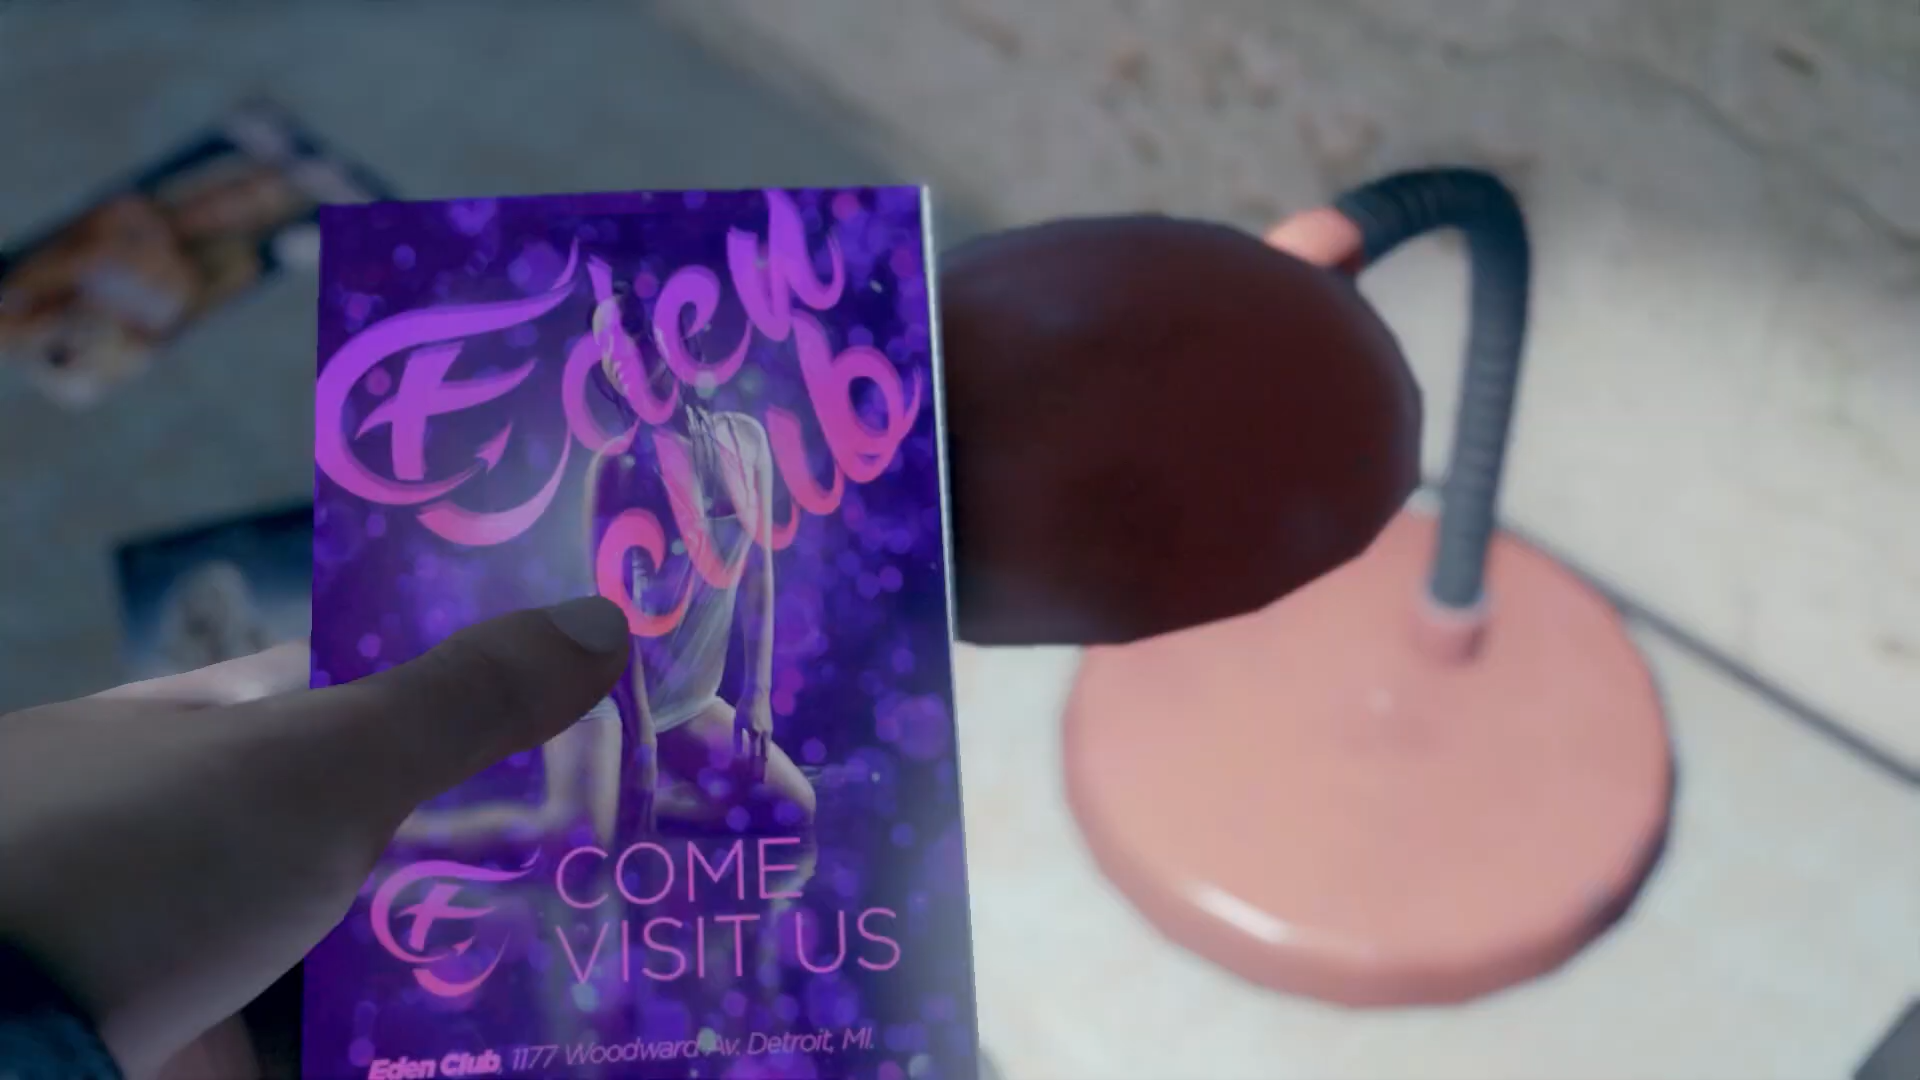 Eden
club
COME
VISIT US
Eden Club, 1177 Woodward Av. Detroit, MI.